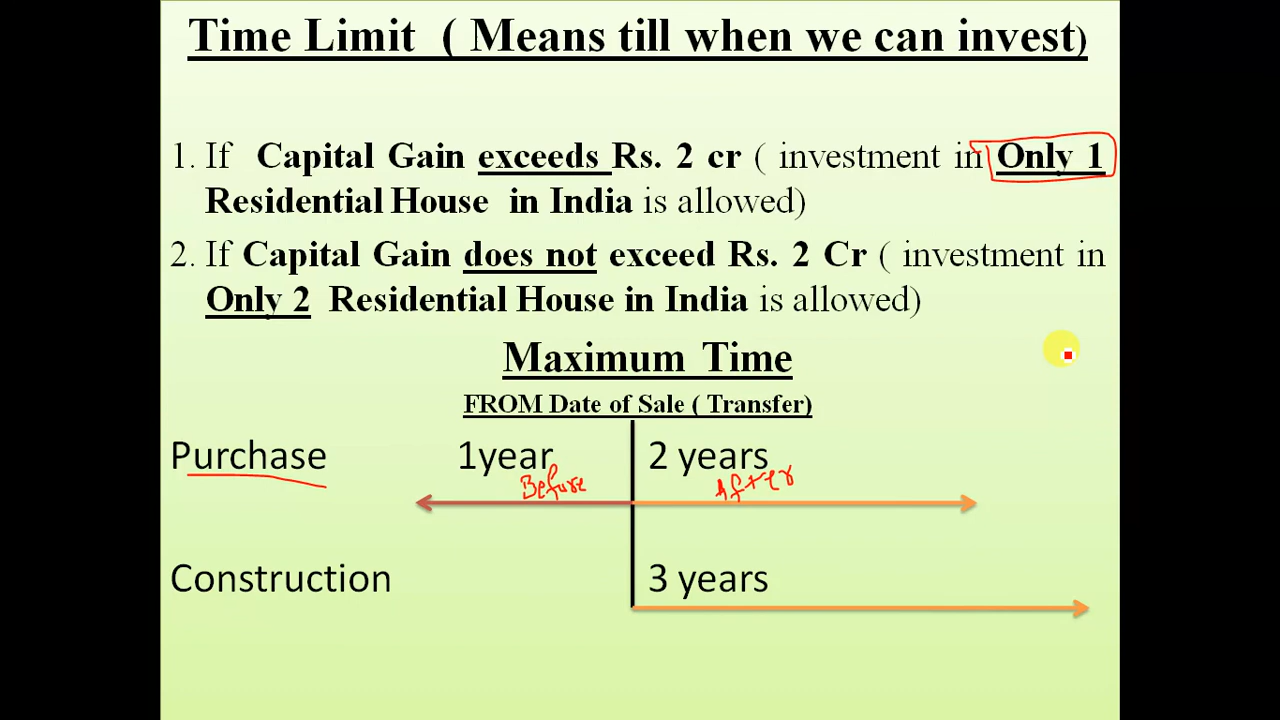 Time Limit ( Means till when we can invest)
1. If Capital Gain exceeds Rs. 2 cr ( investment in Only 1
Residential House in India is allowed)
2. If Capital Gain does not exceed Rs. 2 Cr ( investment in
Only 2 Residential House in India is allowed)
Maximum Time
FROM Date of Sale ( Transfer)
Purchase 1year 2 years
Before After
Construction 3 years